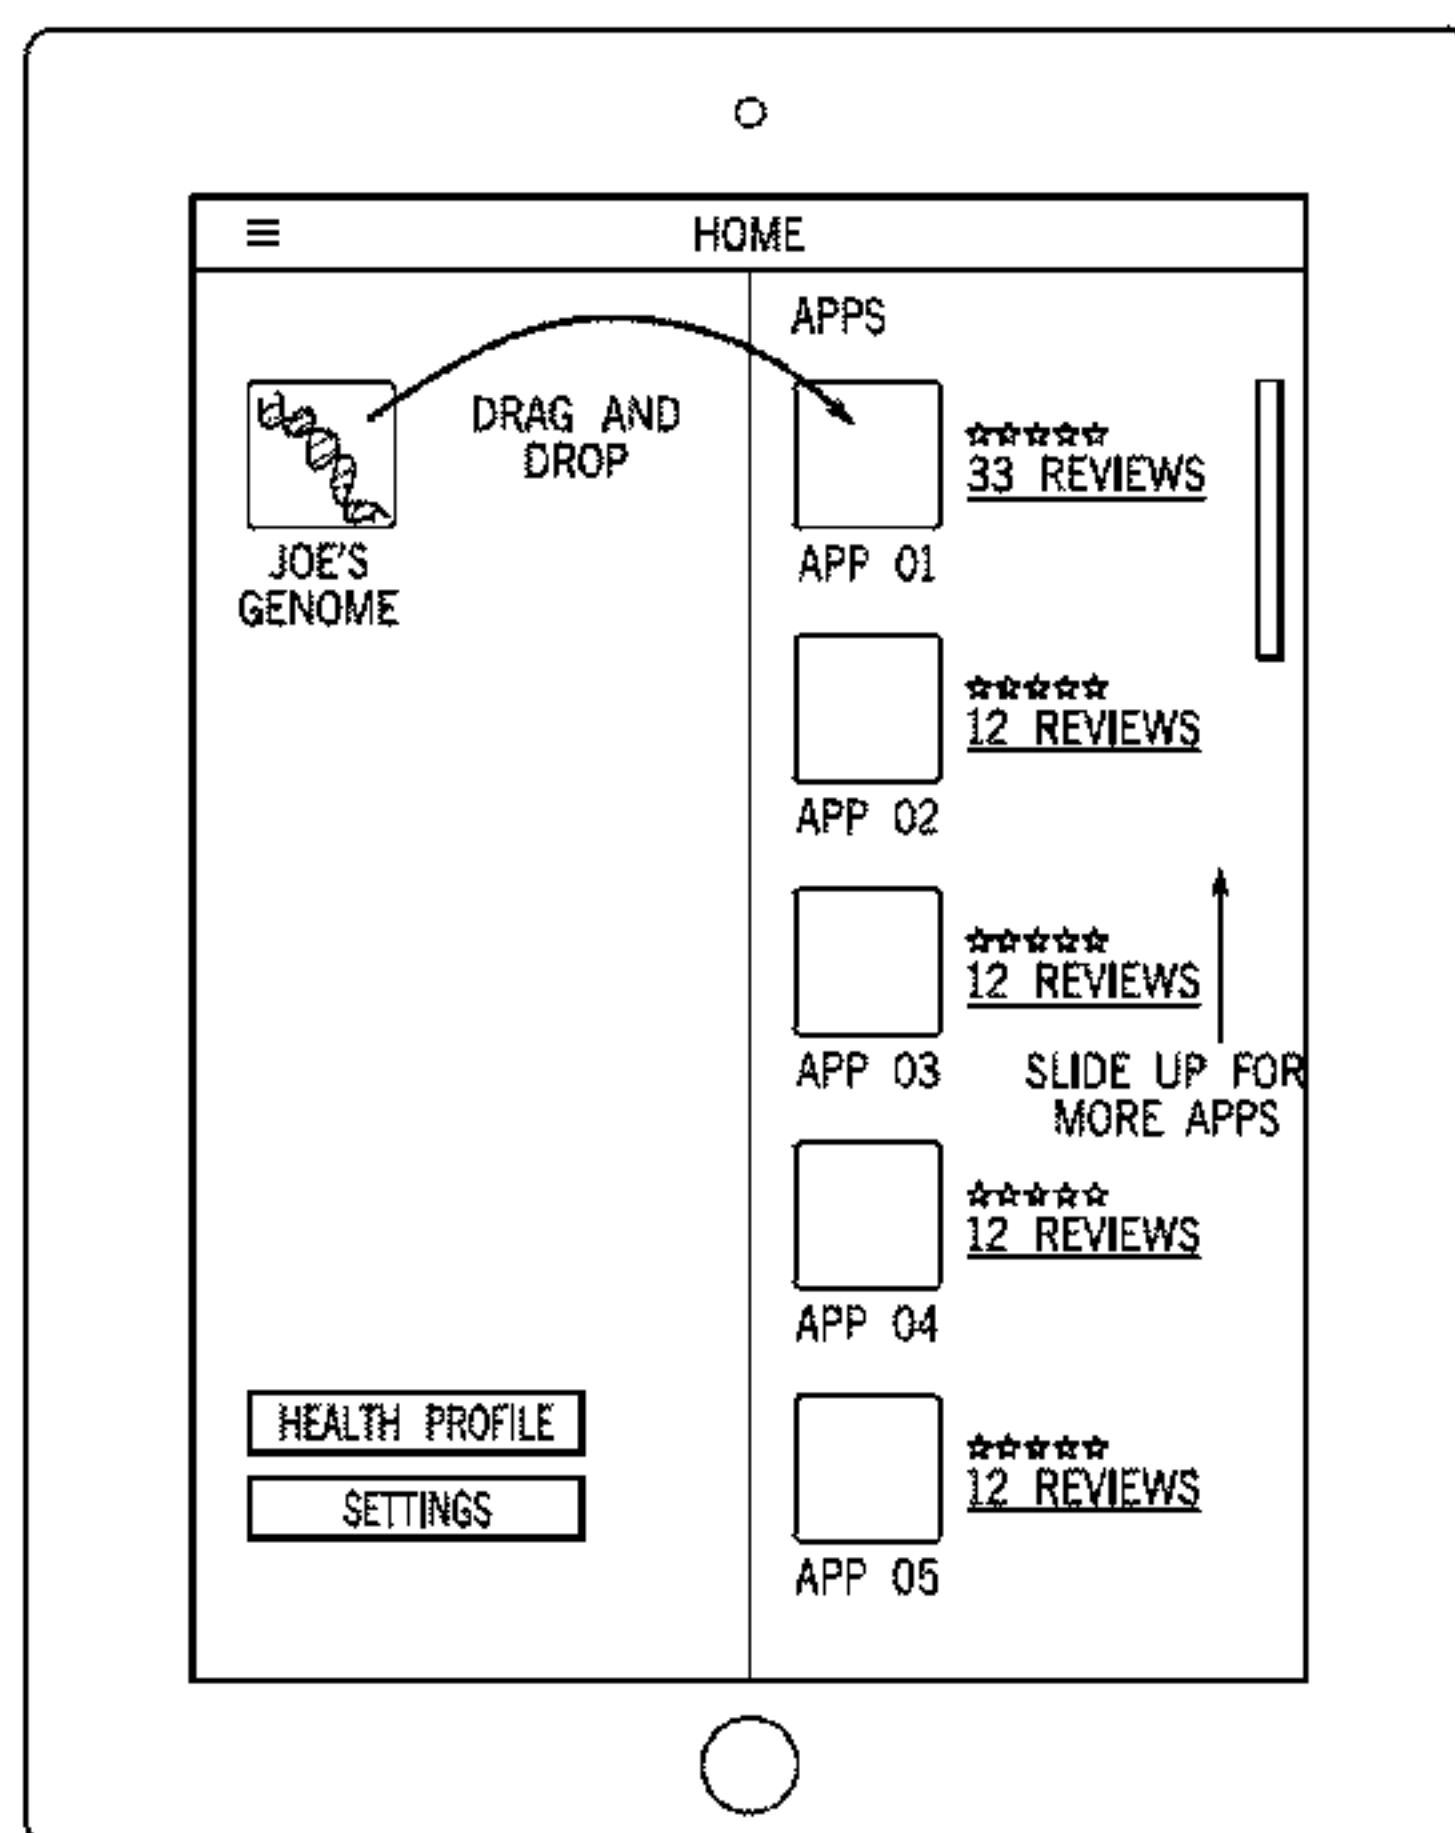 HOME
APPS
DRAG AND
DROP
JOE'S
GENOME
33 REVIEWS
APP 01
12 REVIEWS
APP 02
12 REVIEWS
APP 03
SLIDE UP FOR
MORE APPS
12 REVIEWS
APP 04
12 REVIEWS
APP 05
HEALTH PROFILE
SETTINGS